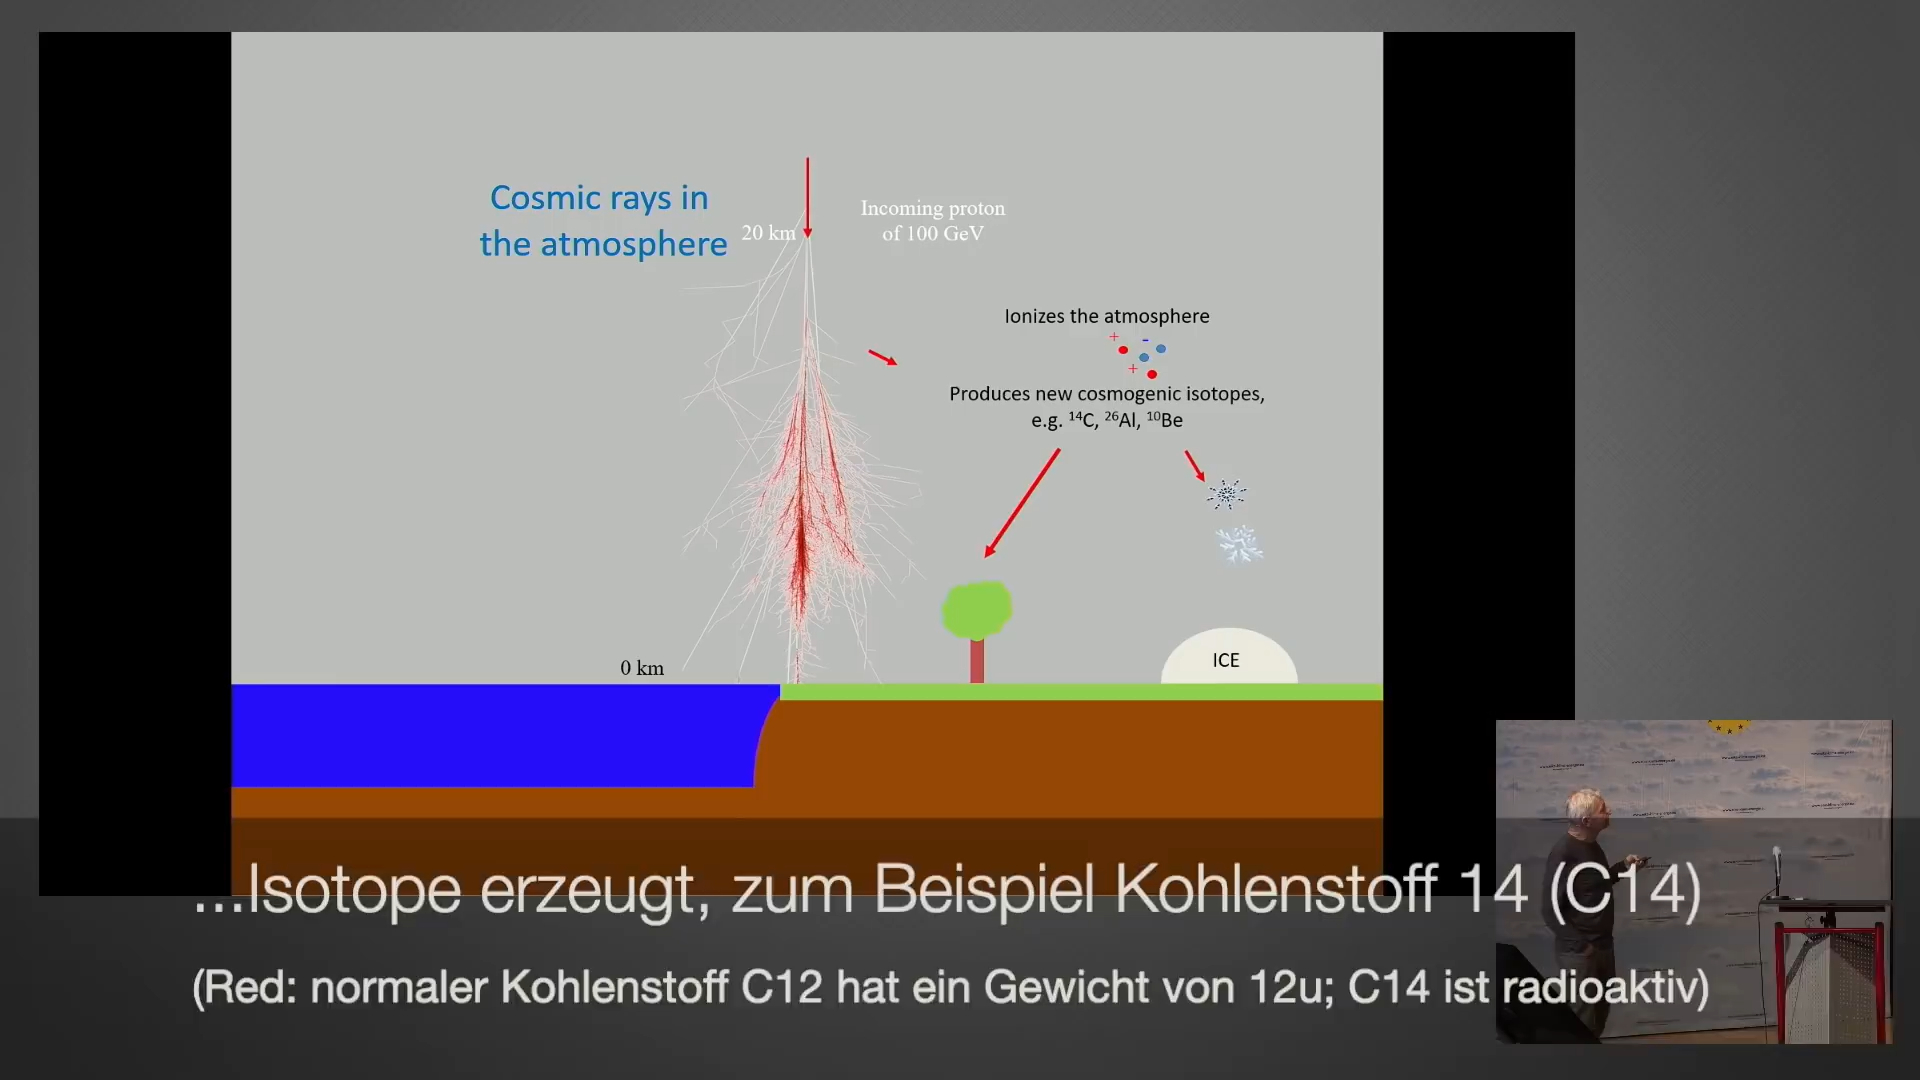 Cosmic rays in
the atmosphere
20 km
Incoming proton
of 100 GeV
Ionizes the atmosphere
+ -
+
Produces new cosmogenic isotopes,
e.g. ¹⁴C, ²⁶Al, ¹⁰Be
0 km
ICE
...Isotope erzeugt, zum Beispiel Kohlenstoff 14 (C14)
(Red: normaler Kohlenstoff C12 hat ein Gewicht von 12u; C14 ist radioaktiv)